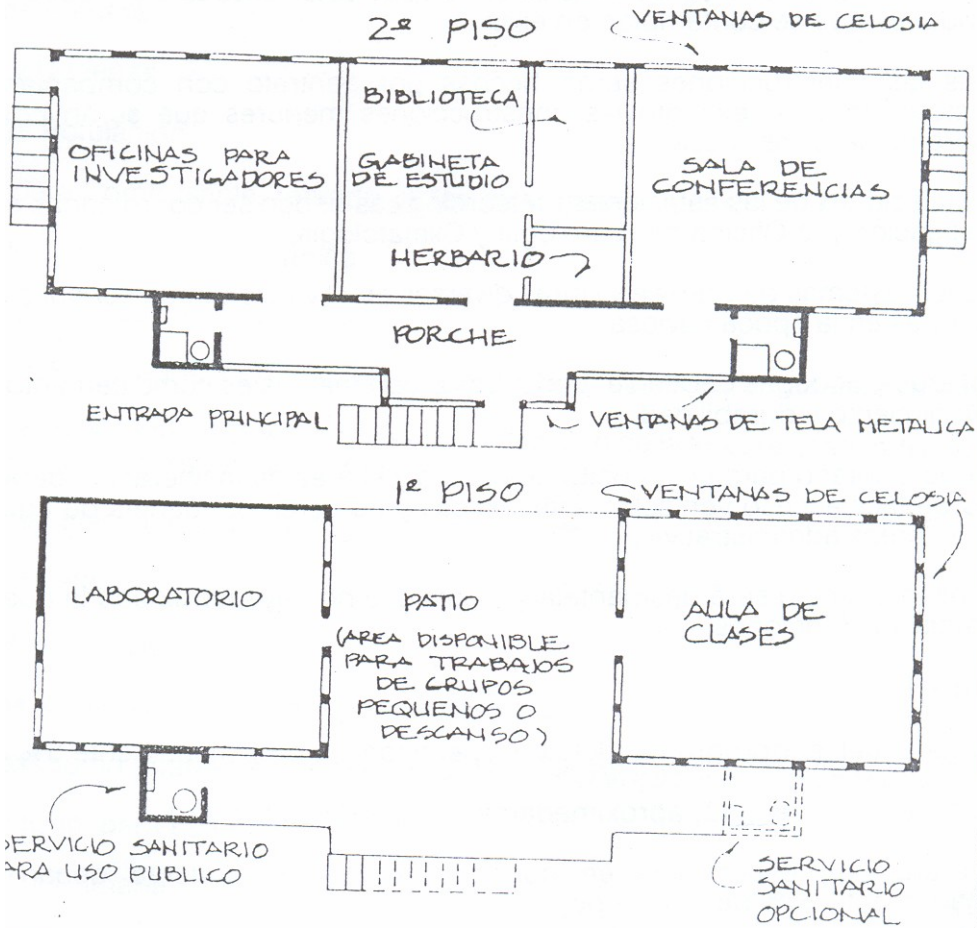 2º PISO
VENTANAS DE CELOSIA
BIBLIOTECA
OFICINAS PARA
INVESTIGADORES
GABINETA
DE ESTUDIO
SALA DE
CONFERENCIAS
HERBARIO
PORCHE
ENTRADA PRINCIPAL
VENTANAS DE TELA METALICA
1º PISO
VENTANAS DE CELOSIA
LABORATORIO
PATIO
(AREA DISPONIBLE
PARA TRABAJOS
DE GRUPOS
PEQUENOS O
DESCANSO)
AULA DE
CLASES
SERVICIO SANITARIO
PARA USO PUBLICO
SERVICIO
SANITARIO
OPCIONAL